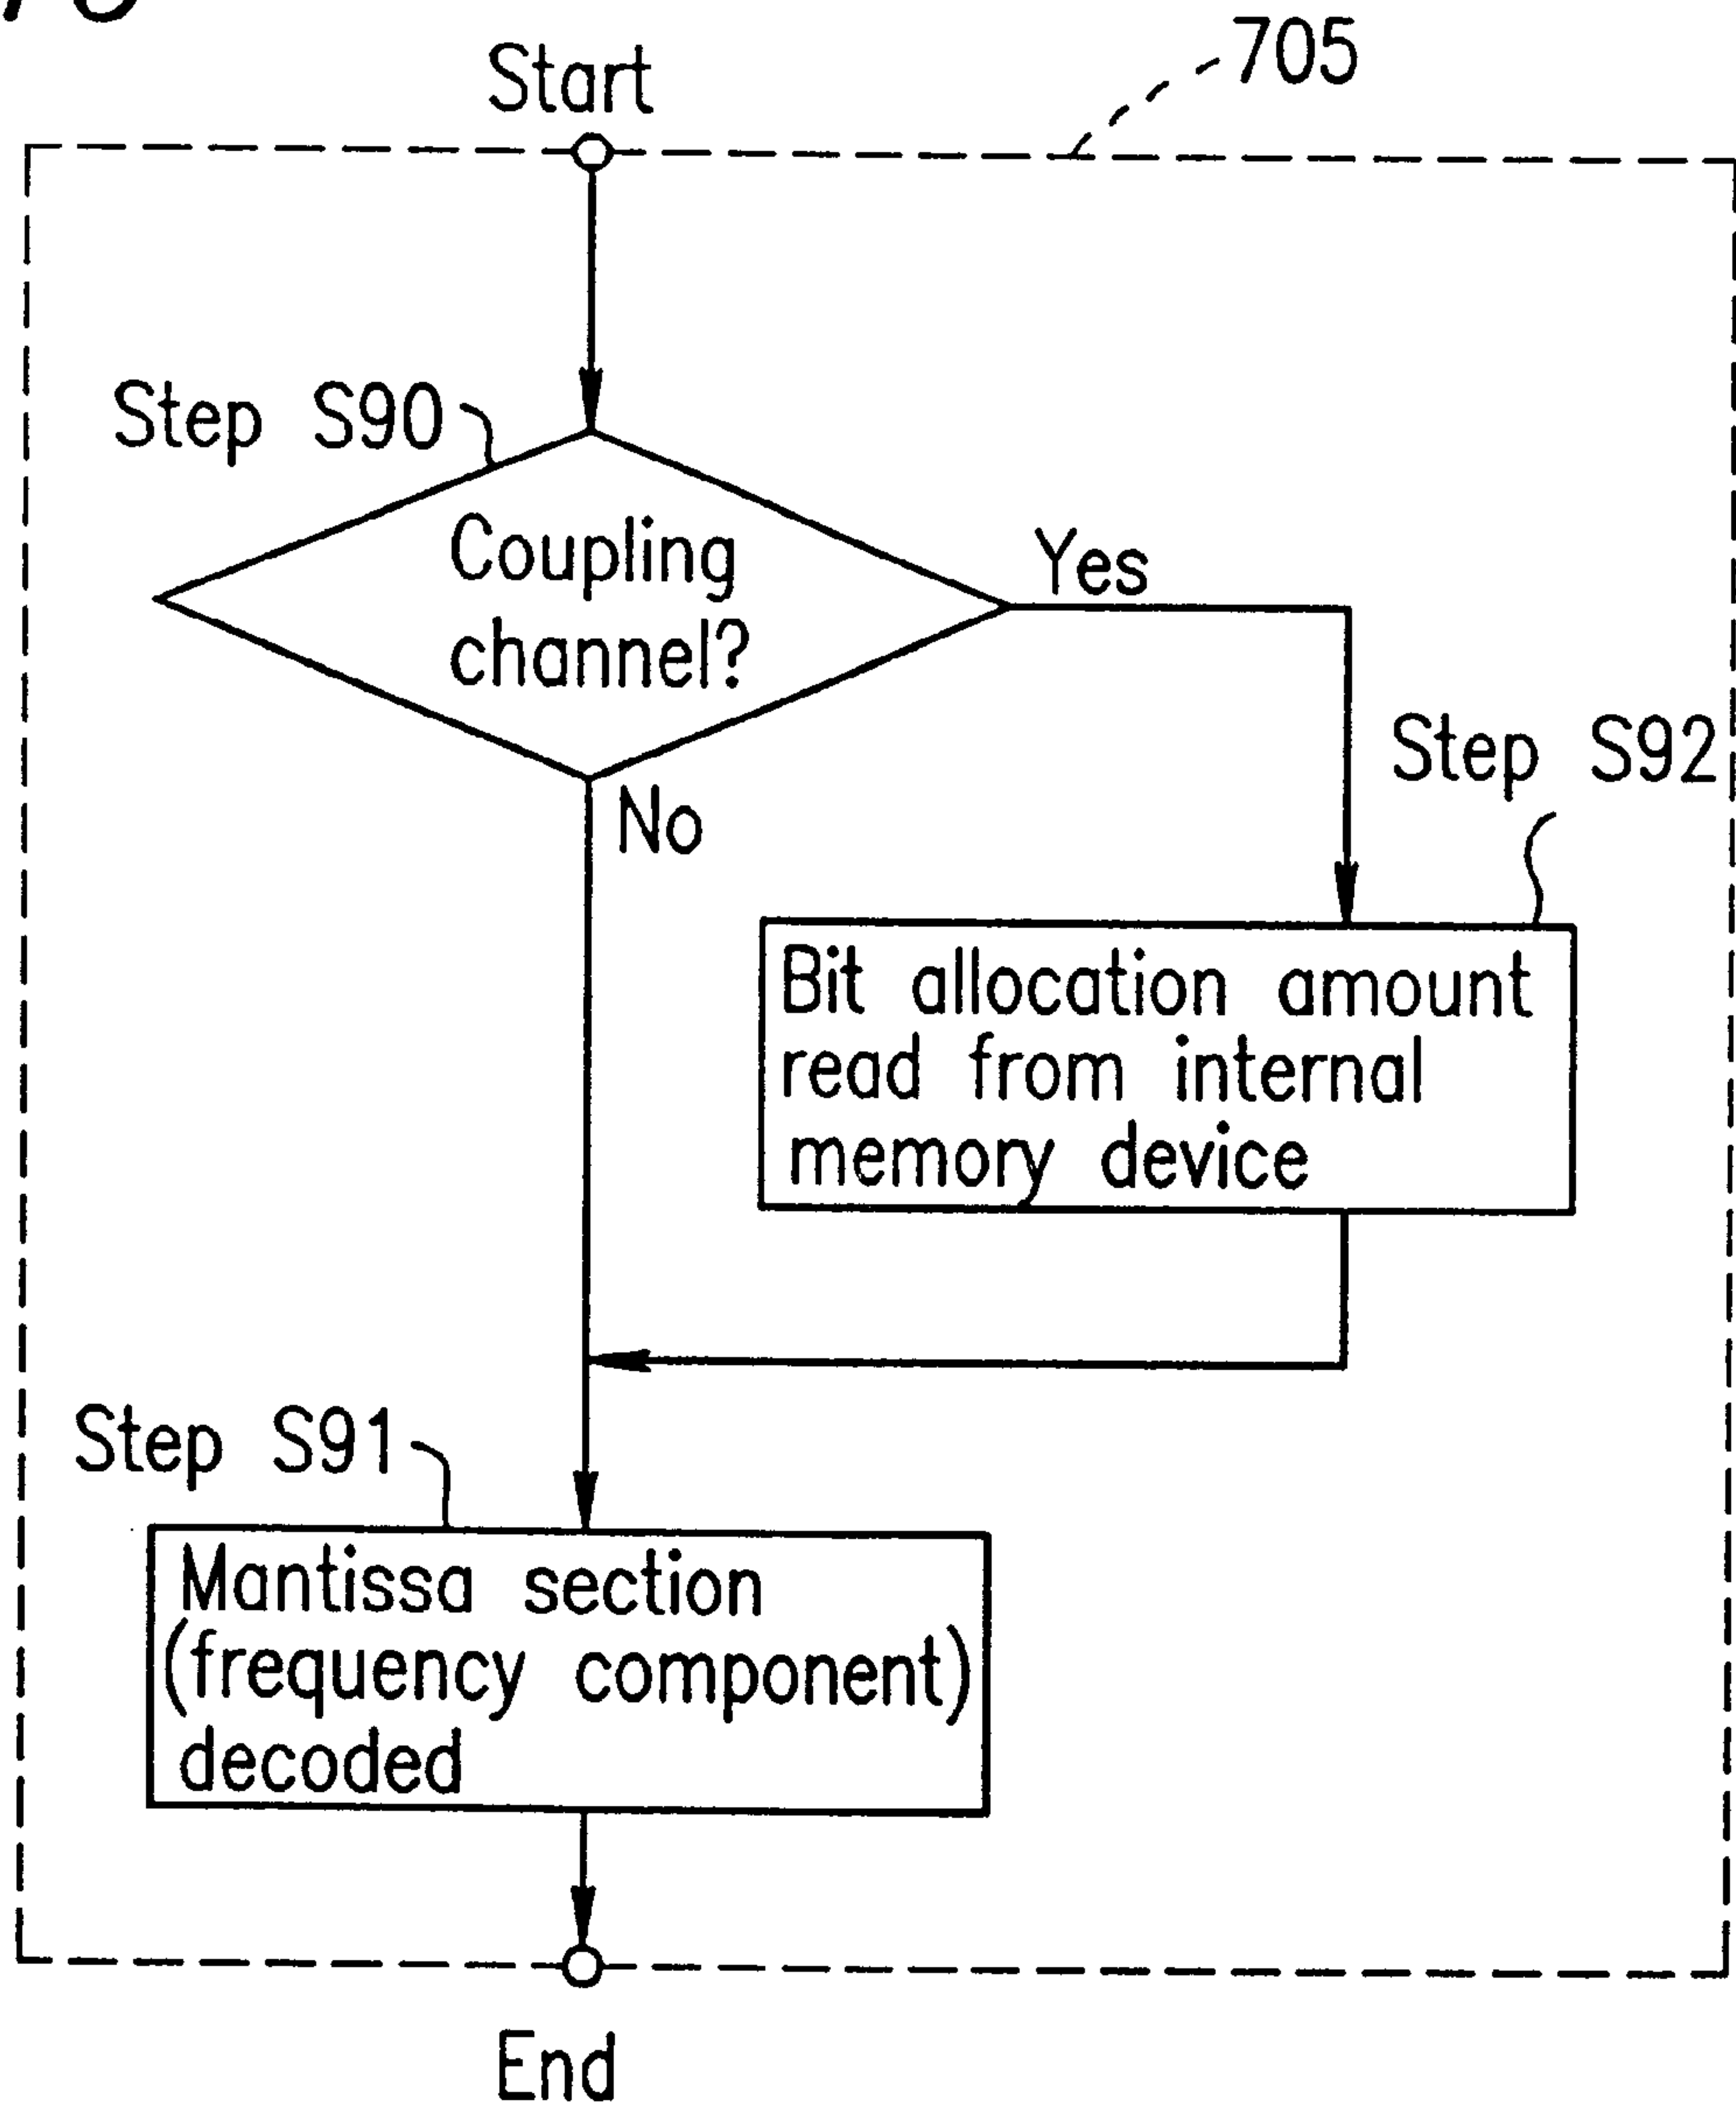 705
Start
Step S90
Coupling
channel?
Yes
No
Step S92
Bit allocation amount
read from internal
memory device
Step S91
Mantissa section
(frequency component)
decoded
End